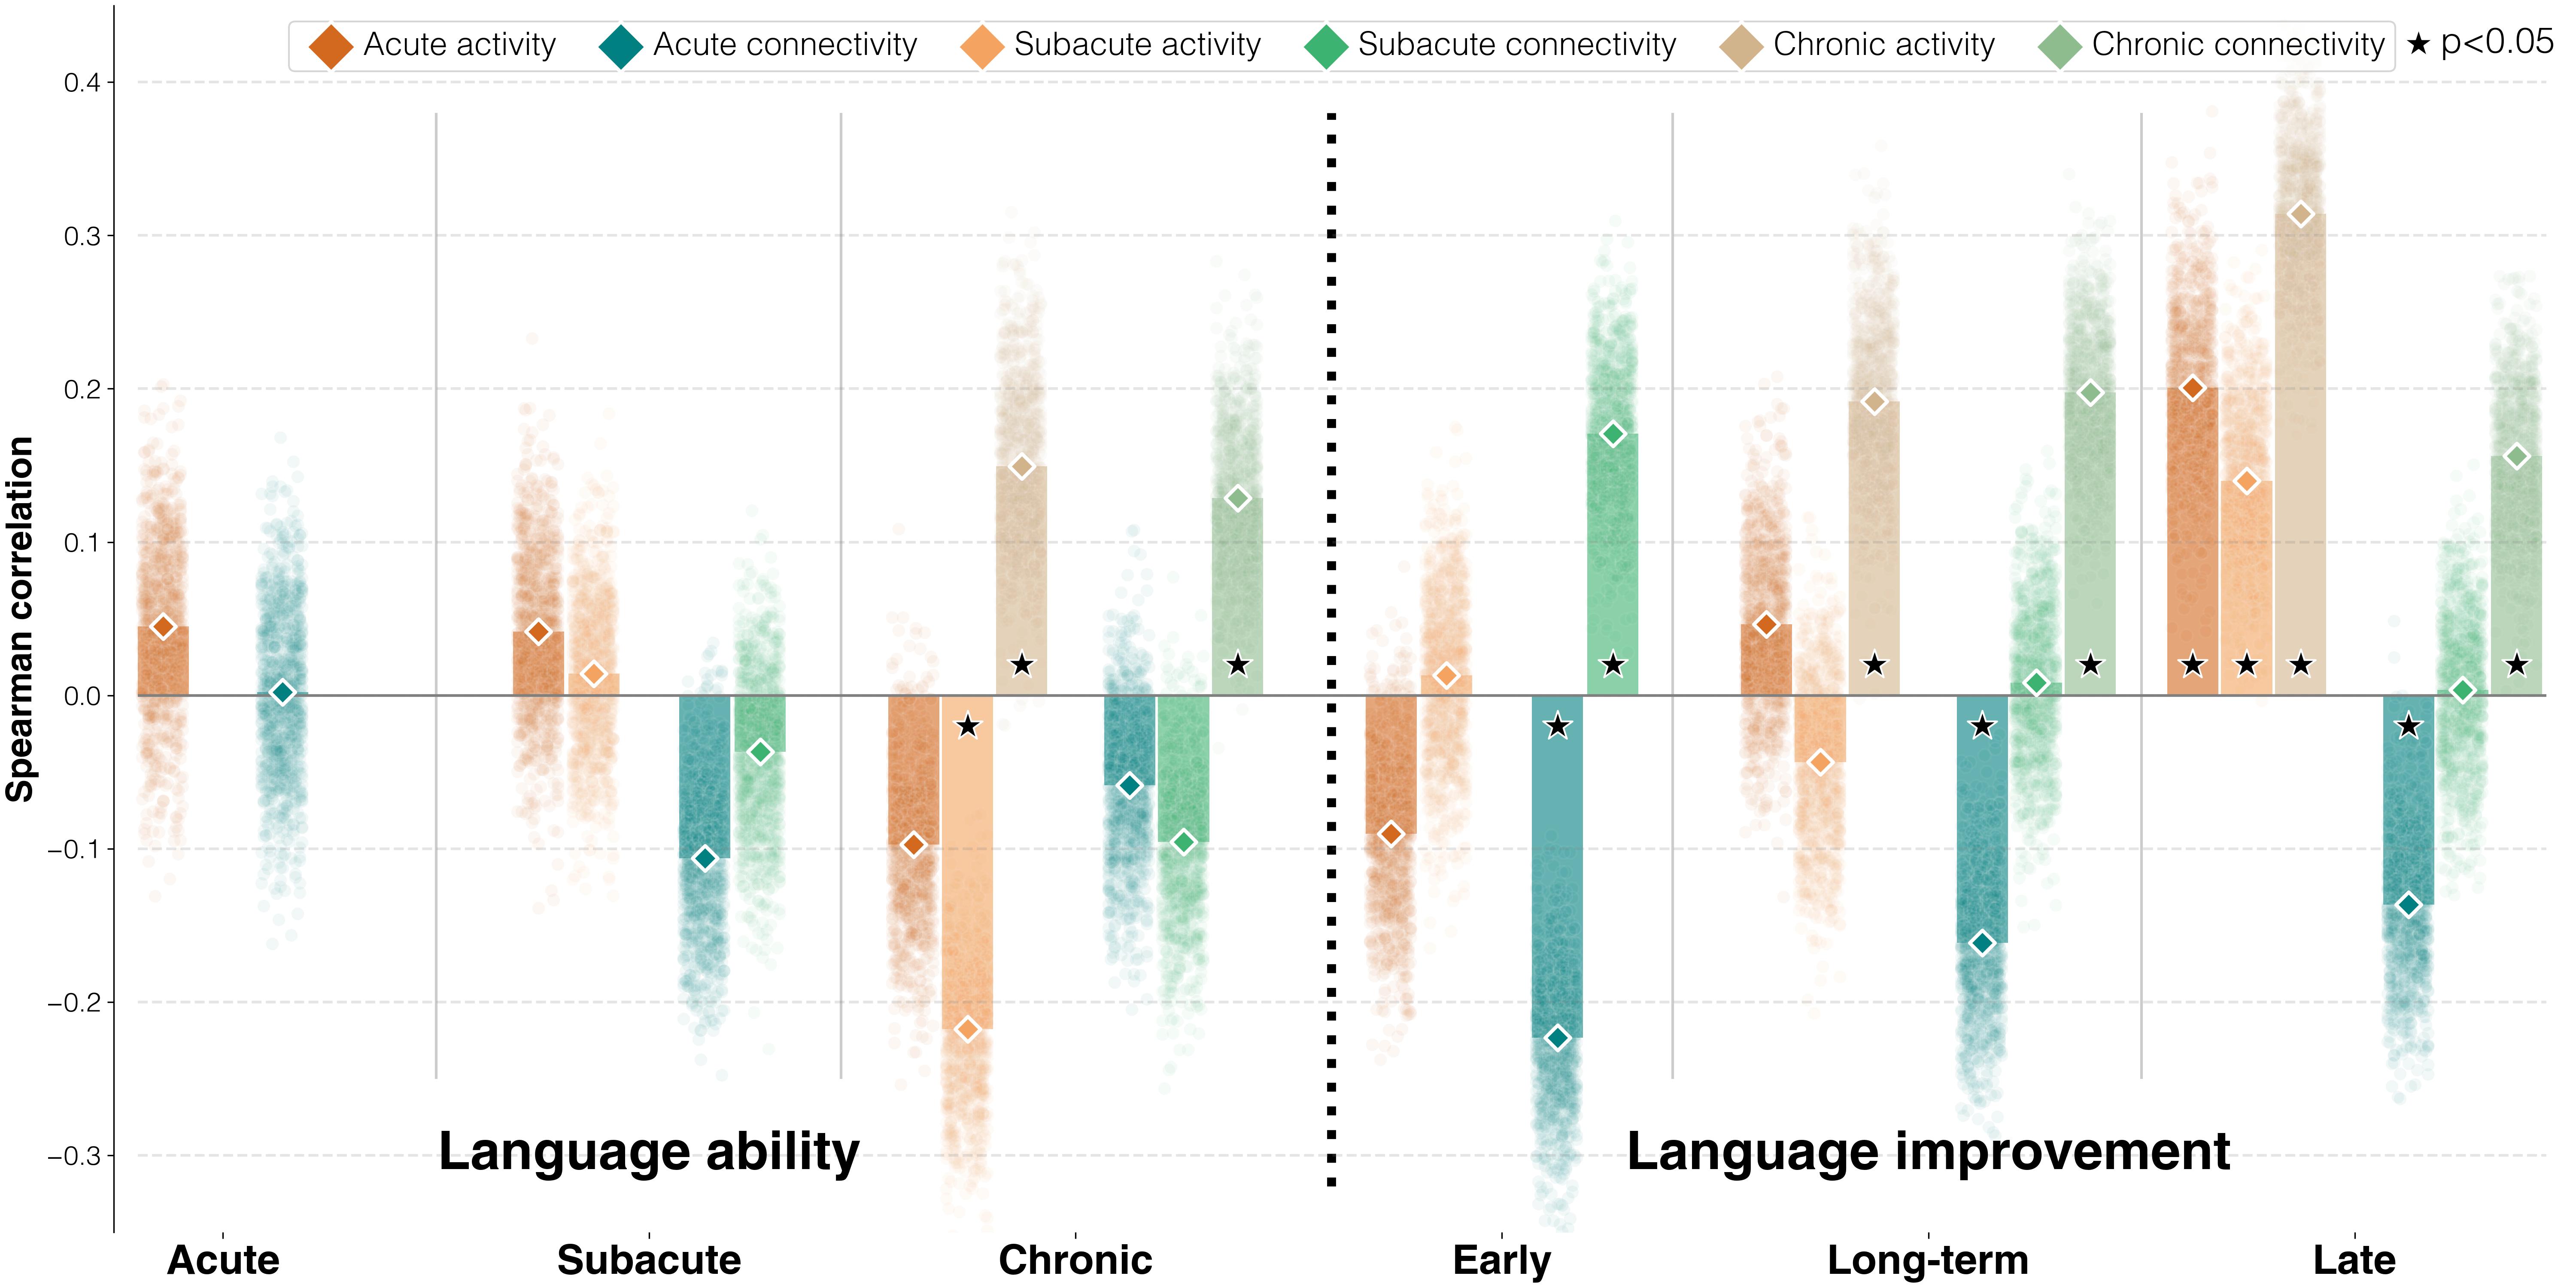 Acute activity Acute connectivity Subacute activity Subacute connectivity Chronic activity Chronic connectivity ★ p<0.05
0.4
0.3
0.2
0.1
0.0
−0.1
−0.2
−0.3
Spearman correlation
Language ability Language improvement
Acute Subacute Chronic Early Long-term Late